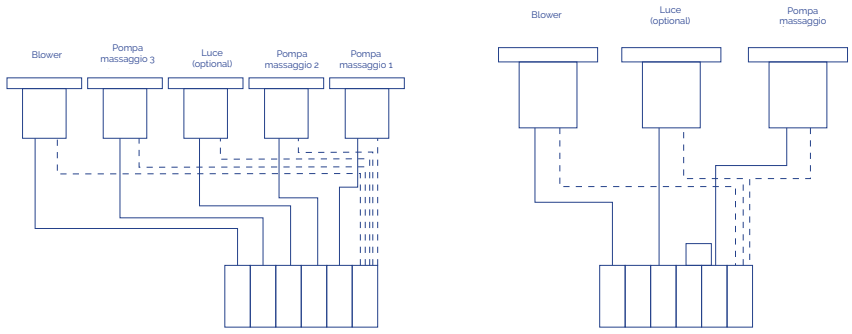 Blower
Pompa
massaggio 3
Luce
(optional)
Pompa
massaggio 2
Pompa
massaggio 1
Blower
Luce
(optional)
Pompa
massaggio